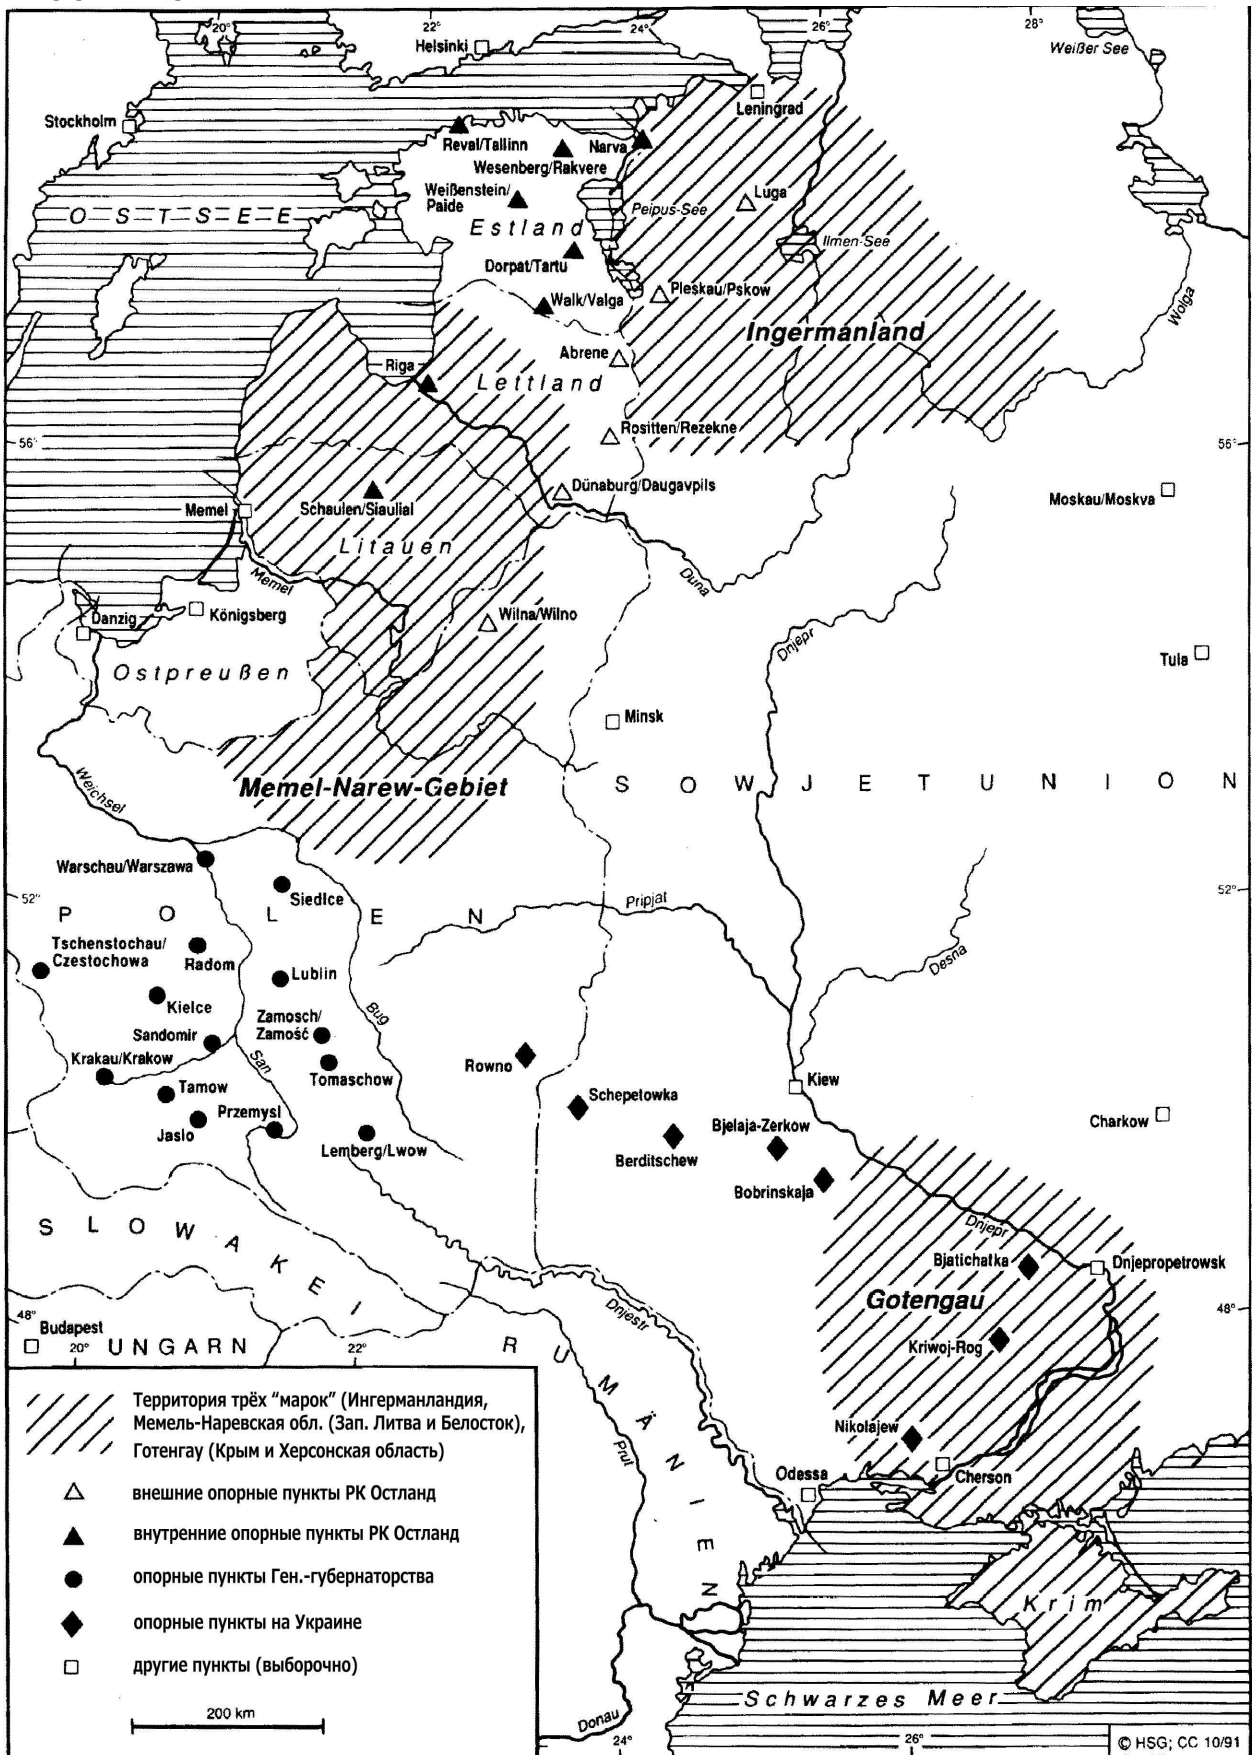 20°
22°
24°
26°
28°
Helsinki
Weißer See
Stockholm
Leningrad
Reval/Tallinn
Narva
Wesenberg/Rakvere
Weißenstein/
Paide
Luga
Peipus-See
OSTSEE
Estland
Ilmen-See
Dorpat/Tartu
Pleskau/Pskow
Walk/Valga
Wolga
Ingermanland
Abrene
Riga
Lettland
Rositten/Rezekne
56°
56°
Dünaburg/Daugavpils
Moskau/Moskva
Schaulen/Siaulial
Memel
Litauen
Memel
Duna
Königsberg
Danzig
Wilna/Wilno
Dnjepr
Tula
Ostpreußen
Minsk
Memel-Narew-Gebiet
SOWJETUNION
Weichsel
Warschau/Warszawa
Siedlce
52°
52°
Pripjat
POLEN
Tschenstochau/
Czestochowa
Radom
Lublin
Desna
Kielce
Zamosch/
Zamość
Bug
Sandomir
Krakau/Krakow
San
Rowno
Tomaschow
Kiew
Tamow
Schepetowka
Przemysl
Jaslo
Charkow
Lemberg/Lwow
Berditschew
Bjelaja-Zerkow
Bobrinskaja
SLOWAKEI
Dnjepr
Bjatichatka
Dnjepropetrowsk
Gotengau
48°
48°
Budapest
Dnjestr
20°
UNGARN
22°
RUMÄNIEN
Kriwoj-Rog
Nikolajew
Prut
Odessa
Cherson
Krim
Schwarzes Meer
Donau
24°
26°
Территория трёх “марок” (Ингерманландия,
Мемель-Наревская обл. (Зап. Литва и Белосток),
Готенгау (Крым и Херсонская область)
внешние опорные пункты РК Остланд
внутренние опорные пункты РК Остланд
опорные пункты Ген.-губернаторства
опорные пункты на Украине
другие пункты (выборочно)
200 km
© HSG; CC 10/91